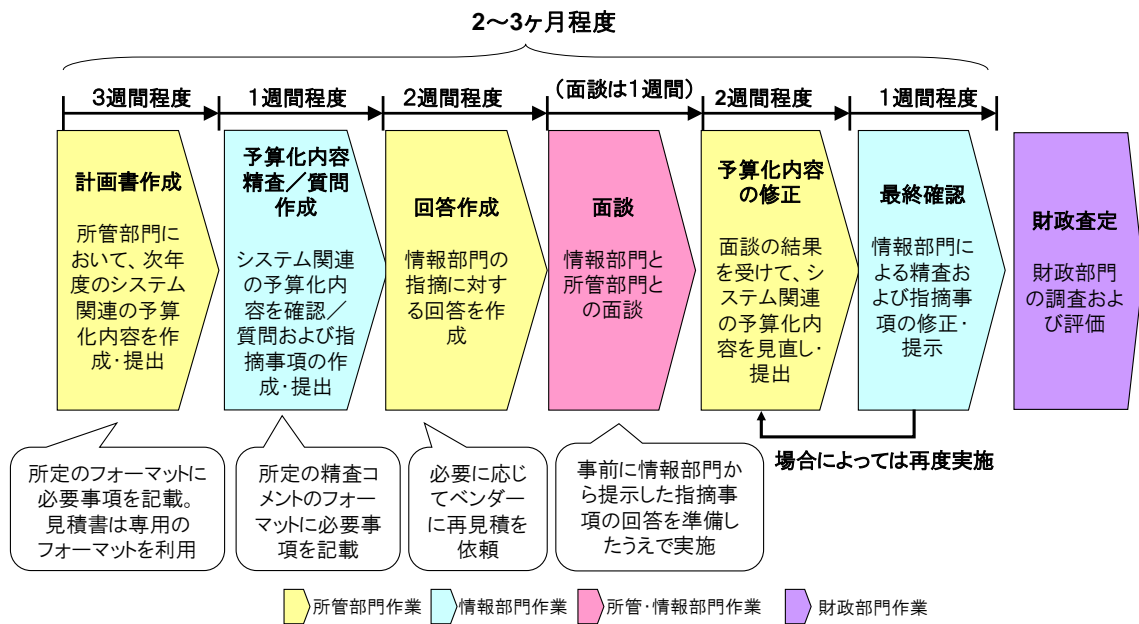 2～3ヶ月程度
３週間程度
１週間程度
２週間程度
（面談は１週間）
２週間程度
１週間程度
計画書作成
所管部門に
おいて、次年
度のシステム
関連の予算
化内容を作
成・提出
予算化内容
精査／質問
作成
システム関連
の予算化内
容を確認／
質問および指
摘事項の作
成・提出
回答作成
情報部門の
指摘に対す
る回答を作
成
面談
情報部門と
所管部門と
の面談
予算化内容
の修正
面談の結果
を受けて、シ
ステム関連
の予算化内
容を見直し・
提出
最終確認
情報部門に
よる精査お
よび指摘事
項の修正・
提示
財政査定
財政部門
の調査およ
び評価
所定のフォーマットに
必要事項を記載。
見積書は専用の
フォーマットを利用
所定の精査コ
メントのフォー
マットに必要事
項を記載
必要に応じ
てベンダー
に再見積を
依頼
事前に情報部門か
ら提示した指摘事
項の回答を準備し
たうえで実施
場合によっては再度実施
所管部門作業
情報部門作業
所管・情報部門作業
財政部門作業